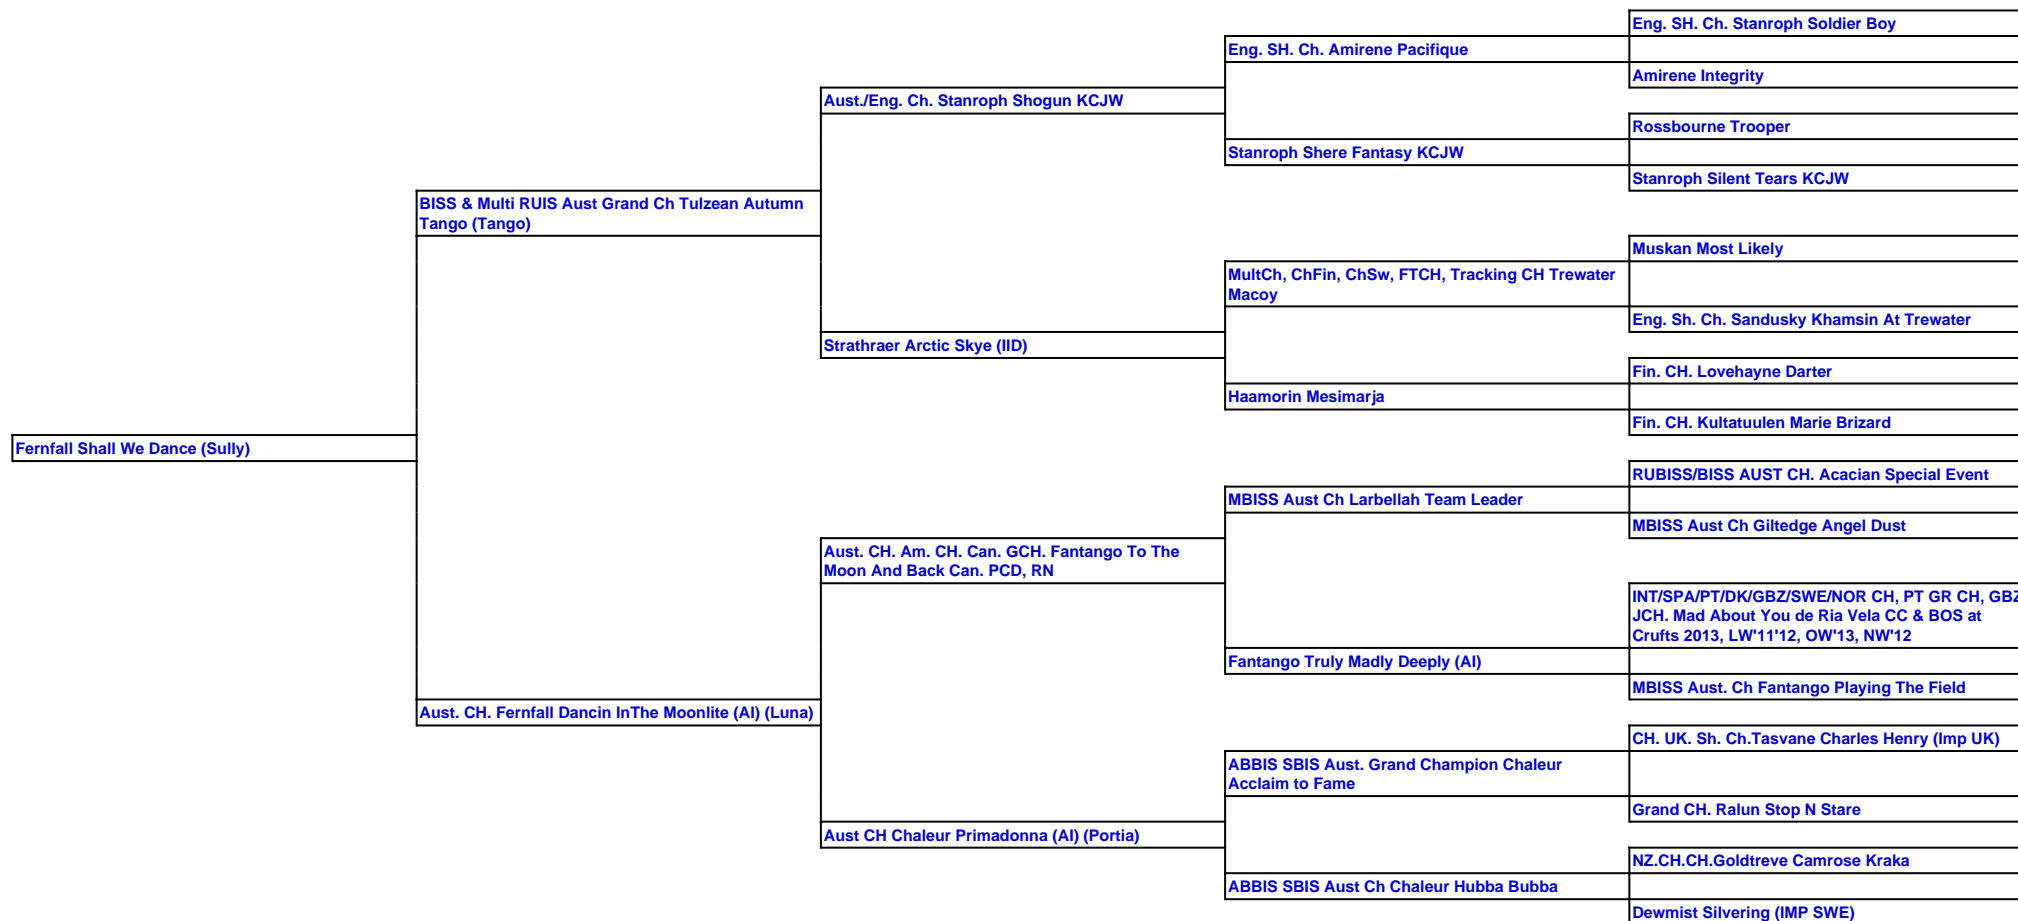 Eng. SH. Ch. Stanroph Soldier Boy
Eng. SH. Ch. Amirene Pacifique
Amirene Integrity
Aust./Eng. Ch. Stanroph Shogun KCJW
Rossbourne Trooper
Stanroph Shere Fantasy KCJW
Stanroph Silent Tears KCJW
BISS & Multi RUIS Aust Grand Ch Tulzean Autumn
Tango (Tango)
Muskan Most Likely
MultCh, ChFin, ChSw, FTCH, Tracking CH Trewater
Macoy
Eng. Sh. Ch. Sandusky Khamsin At Trewater
Strathraer Arctic Skye (IID)
Fin. CH. Lovehayne Darter
Haamorin Mesimarja
Fin. CH. Kultatuulen Marie Brizard
Fernfall Shall We Dance (Sully)
RUBISS/BISS AUST CH. Acacian Special Event
MBISS Aust Ch Larbellah Team Leader
MBISS Aust Ch Giltedge Angel Dust
Aust. CH. Am. CH. Can. GCH. Fantango To The
Moon And Back Can. PCD, RN
INT/SPA/PT/DK/GBZ/SWE/NOR CH, PT GR CH, GBZ
JCH. Mad About You de Ria Vela CC & BOS at
Crufts 2013, LW'11'12, OW'13, NW'12
Fantango Truly Madly Deeply (AI)
MBISS Aust. Ch Fantango Playing The Field
Aust. CH. Fernfall Dancin InThe Moonlite (AI) (Luna)
CH. UK. Sh. Ch.Tasvane Charles Henry (Imp UK)
ABBIS SBIS Aust. Grand Champion Chaleur
Acclaim to Fame
Grand CH. Ralun Stop N Stare
Aust CH Chaleur Primadonna (AI) (Portia)
NZ.CH.CH.Goldtreve Camrose Kraka
ABBIS SBIS Aust Ch Chaleur Hubba Bubba
Dewmist Silvering (IMP SWE)